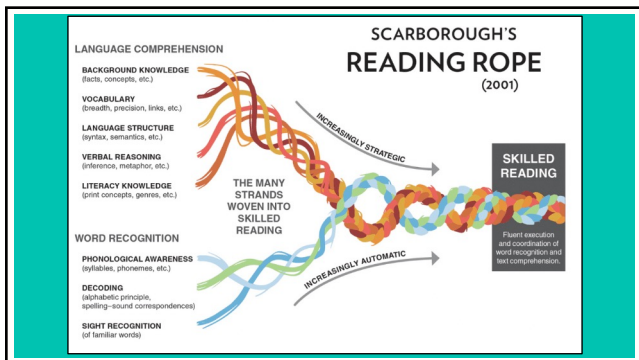 SCARBOROUGH'S
READING ROPE
(2001)
LANGUAGE COMPREHENSION
BACKGROUND KNOWLEDGE
(facts, concepts, etc.)
VOCABULARY
(breadth, precision, links, etc.)
LANGUAGE STRUCTURE
(syntax, semantics, etc.)
VERBAL REASONING
(inference, metaphor, etc.)
LITERACY KNOWLEDGE
(print concepts, genres, etc.)
WORD RECOGNITION
PHONOLOGICAL AWARENESS
(syllables, phonemes, etc.)
DECODING
(alphabetic principle,
spelling–sound correspondences)
SIGHT RECOGNITION
(of familiar words)
THE MANY
STRANDS
WOVEN INTO
SKILLED
READING
INCREASINGLY STRATEGIC
INCREASINGLY AUTOMATIC
SKILLED
READING
Fluent execution
and coordination of
word recognition and
text comprehension.